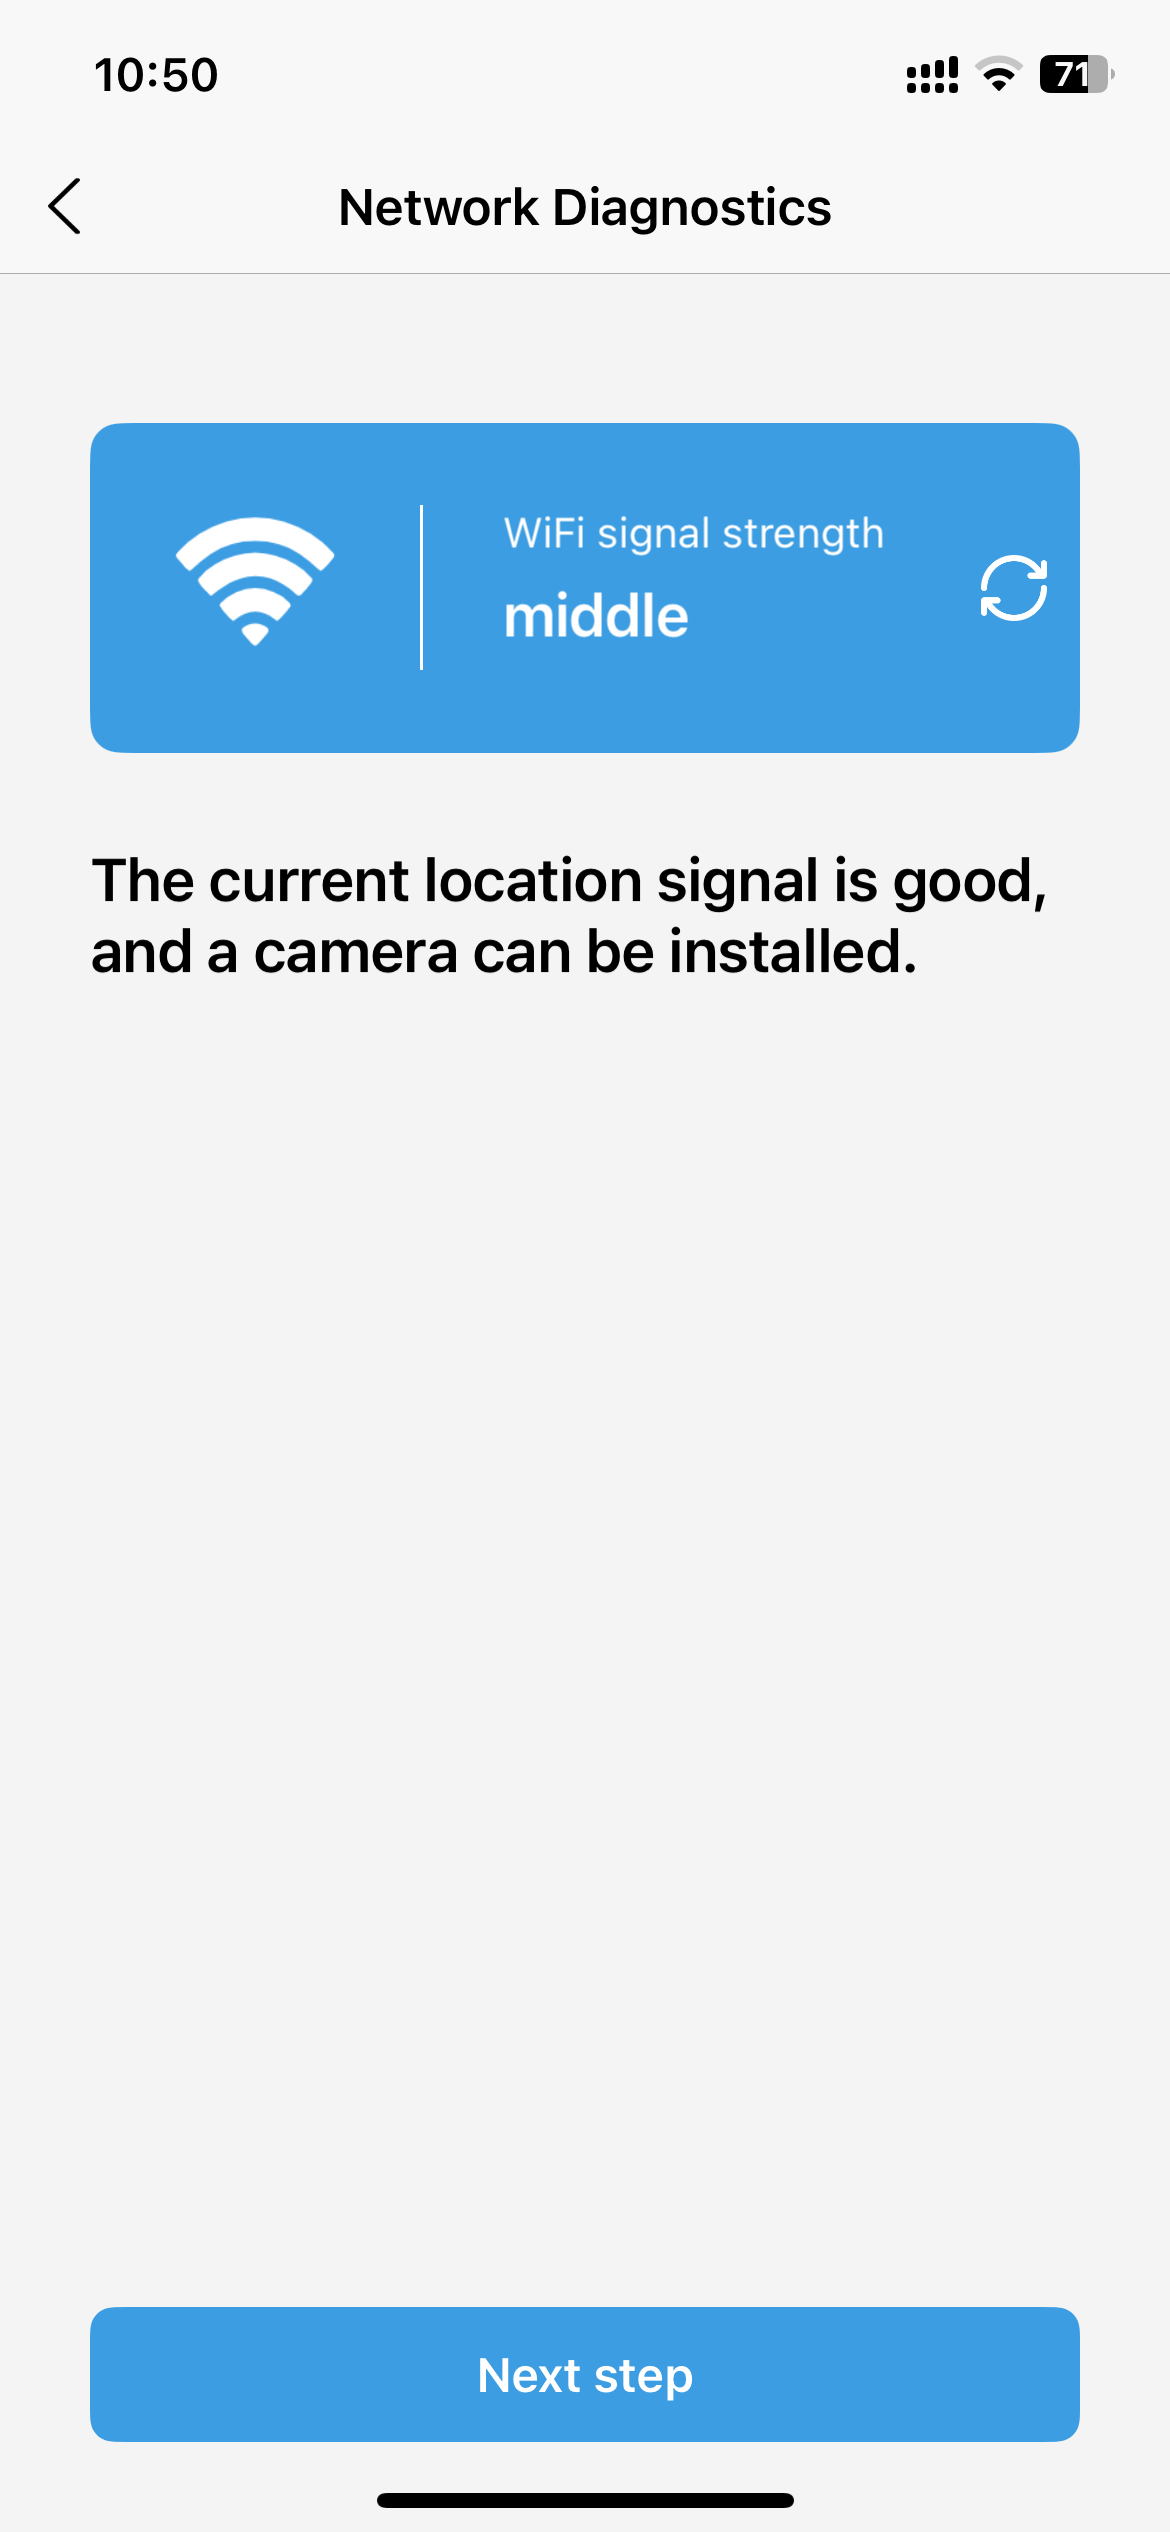 10:50
71
Network Diagnostics
WiFi signal strength
middle
The current location signal is good,
and a camera can be installed.
Next step